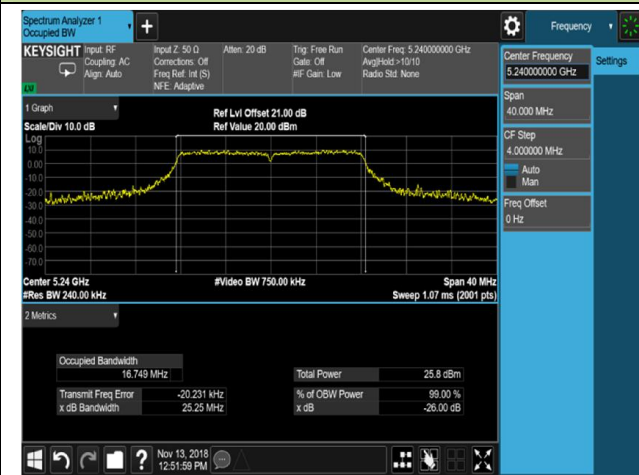 Spectrum Analyzer 1
Occupied BW
+
Frequency
KEYSIGHT
Input: RF
Coupling: AC
Align: Auto
Input Z: 50 Ω
Corrections: Off
Freq Ref: Int (S)
NFE: Adaptive
Atten: 20 dB
Trig: Free Run
Gate: Off
#IF Gain: Low
Center Freq: 5.240000000 GHz
Avg|Hold:>10/10
Radio Std: None
Center Frequency
5.240000000 GHz
Settings
Span
40.000 MHz
CF Step
4.000000 MHz
Auto
Man
Freq Offset
0 Hz
1 Graph
Scale/Div 10.0 dB
Ref Lvl Offset 21.00 dB
Ref Value 20.00 dBm
Log
10.0
0.00
-10.0
-20.0
-30.0
-40.0
-50.0
-60.0
-70.0
Center 5.24 GHz
#Video BW 750.00 kHz
Span 40 MHz
#Res BW 240.00 kHz
Sweep 1.07 ms (2001 pts)
2 Metrics
Occupied Bandwidth
16.749 MHz
Total Power 25.8 dBm
Transmit Freq Error -20.231 kHz
% of OBW Power 99.00 %
x dB Bandwidth 25.25 MHz
x dB -26.00 dB
?
Nov 13, 2018
12:51:59 PM